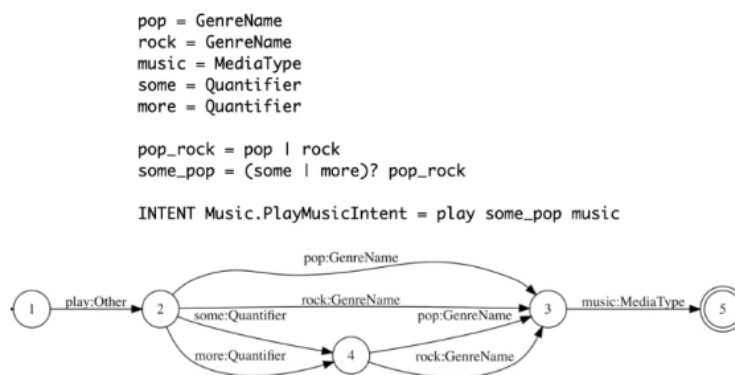 pop = GenreName
rock = GenreName
music = MediaType
some = Quantifier
more = Quantifier
pop_rock = pop | rock
some_pop = (some | more)? pop_rock
INTENT Music.PlayMusicIntent = play some_pop music
pop:GenreName
1 play:Other 2 rock:GenreName 3 music:MediaType 5
some:Quantifier pop:GenreName
more:Quantifier 4 rock:GenreName